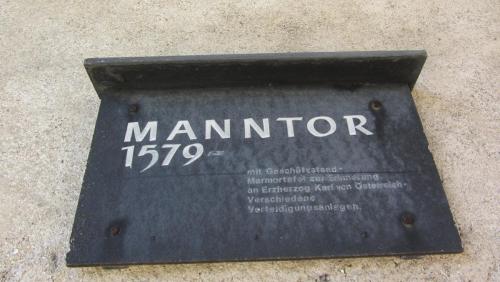 MANNTOR
1579
mit Geschützstand -
Marmortafel zur Erinnerung
an Erzherzog Karl von Österreich -
Verschiedene
Verteidigungsanlagen.